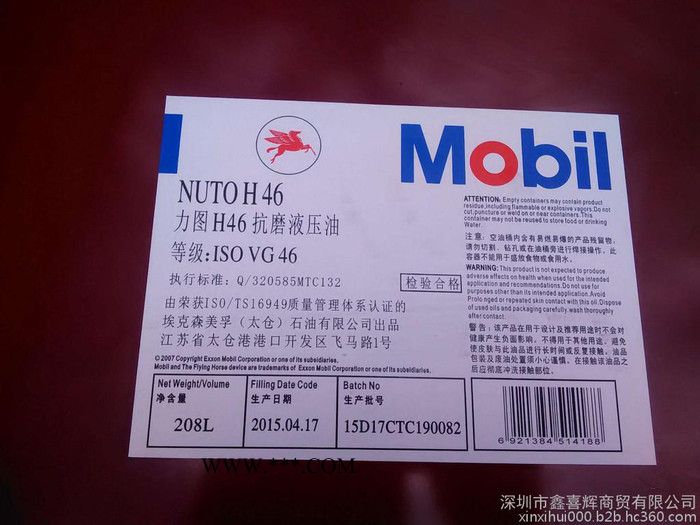 Mobil
NUTO H 46
力图 H46 抗磨液压油
等级: ISO VG 46
执行标准: Q/320585MTC132
检验合格
由荣获ISO/TS16949质量管理体系认证的
埃克森美孚（太仓）石油有限公司出品
江苏省太仓港港口开发区飞马路1号
© 2007 Copyright Exxon Mobil Corporation or one of its subsidiaries.
Mobil and The Flying Horse device are trademarks of Exxon Mobil Corporation or one of its subsidiaries.
ATTENTION: Empty containers may contain product
residue,including flammable or explosive vapors.Do not
cut,puncture or weld on or near containers.This
container may not be reused to store food or drinking
Water.
注意: 空油桶内含有易燃易爆的产品残留物,
请勿切割、钻孔或在油桶旁进行焊接操作, 此
容器不能用于盛放食物或食用水。
WARNING: This product is not expected to produce
adverse effects on health when used for the intended
application and recommendations.Do not use for
purposes other than its intended application.Avoid
Prolonged or repeated skin contact with this oil.Dispose
of used oils and packaging carefully.wash thoroughly
after contact.
警告: 该产品在用于设计及推荐用途时不会对
健康产生负面影响。不得用于其他用途。避免
使皮肤与此油品进行长时间或反复接触。油品
包装及废油处置须小心谨慎。在接触该油品之
后应彻底冲洗接触部位。
Net Weight/Volume
净含量
208L
Filling Date Code
生产日期
2015.04.17
Batch No
生产批号
15D17CTC190082
6 921384 514188
WWW.***.COM
深圳市鑫喜辉商贸有限公司
xinxihui000.b2b.hc360.com